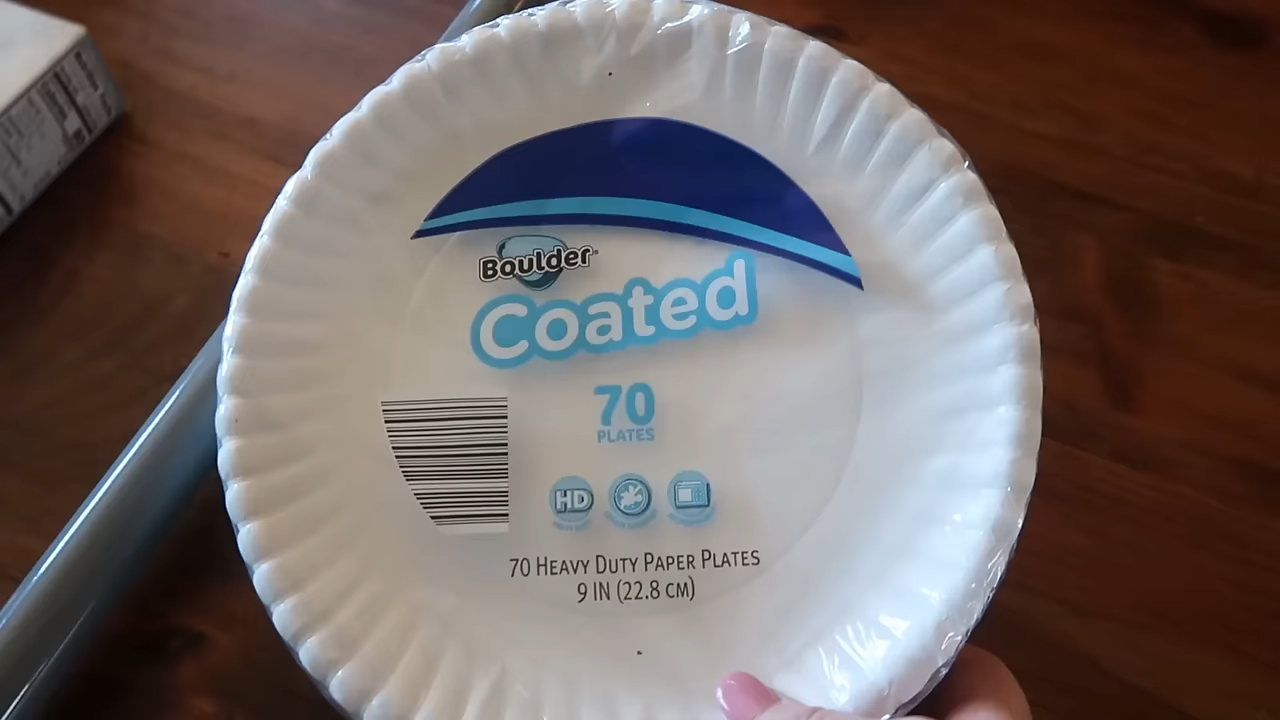 Boulder
Coated
70
PLATES
HD
70 HEAVY DUTY PAPER PLATES
9 IN (22.8 CM)